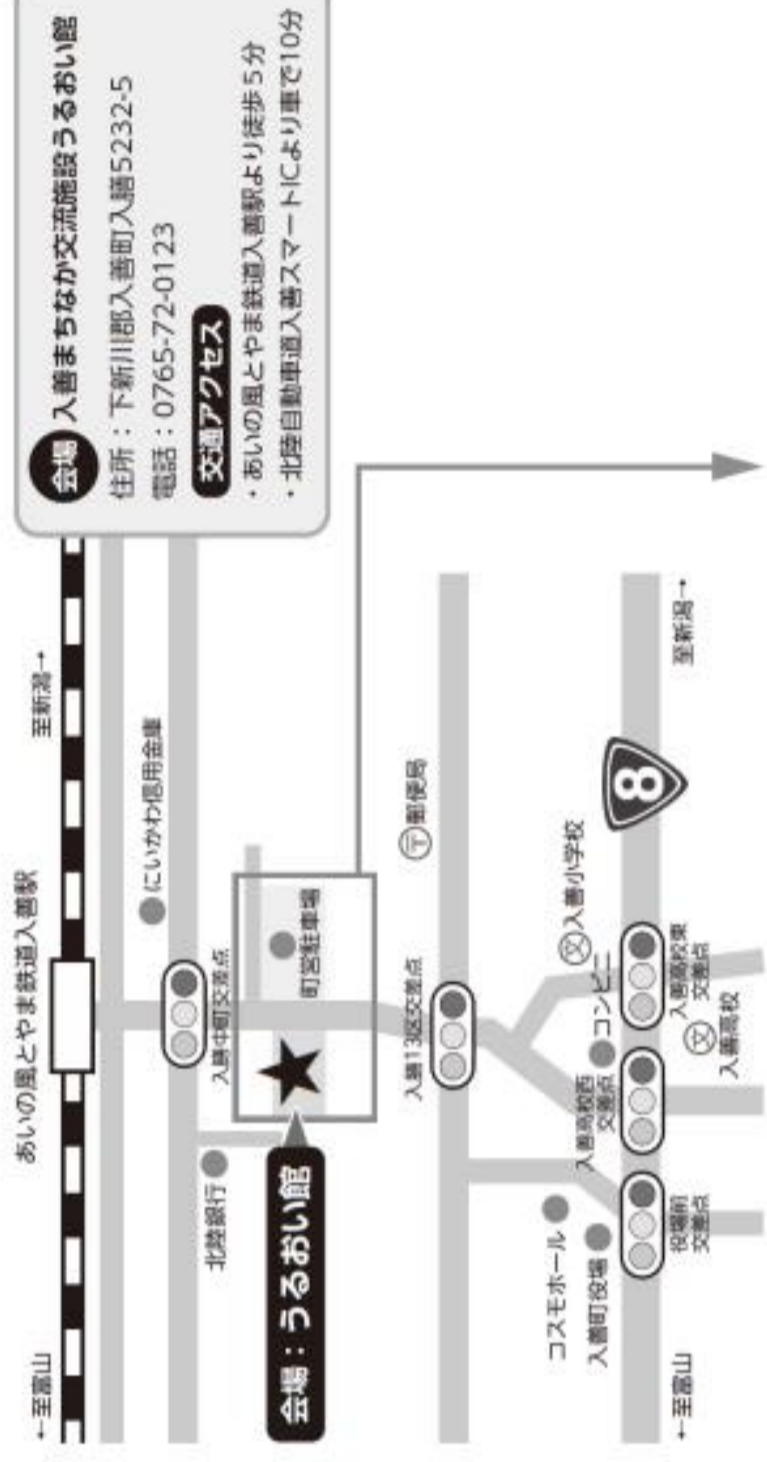 会場 入善まちなか交流施設うるおい館
住所：下新川郡入善町入膳5232-5
電話：0765-72-0123
交通アクセス
・あいの風とやま鉄道入善駅より徒歩5分
・北陸自動車道入善スマートICより車で10分
あいの風とやま鉄道入善駅
←至富山
至新潟→
にいかわ信用金庫
入膳中町交差点
北陸銀行
町営駐車場
会場：うるおい館
〒郵便局
入膳13区交差点
コスモホール
入善町役場
入善高校西
交差点
コンビニ
文 入善小学校
8
役場前
交差点
文
入善高校
入善高校東
交差点
←至富山
至新潟→